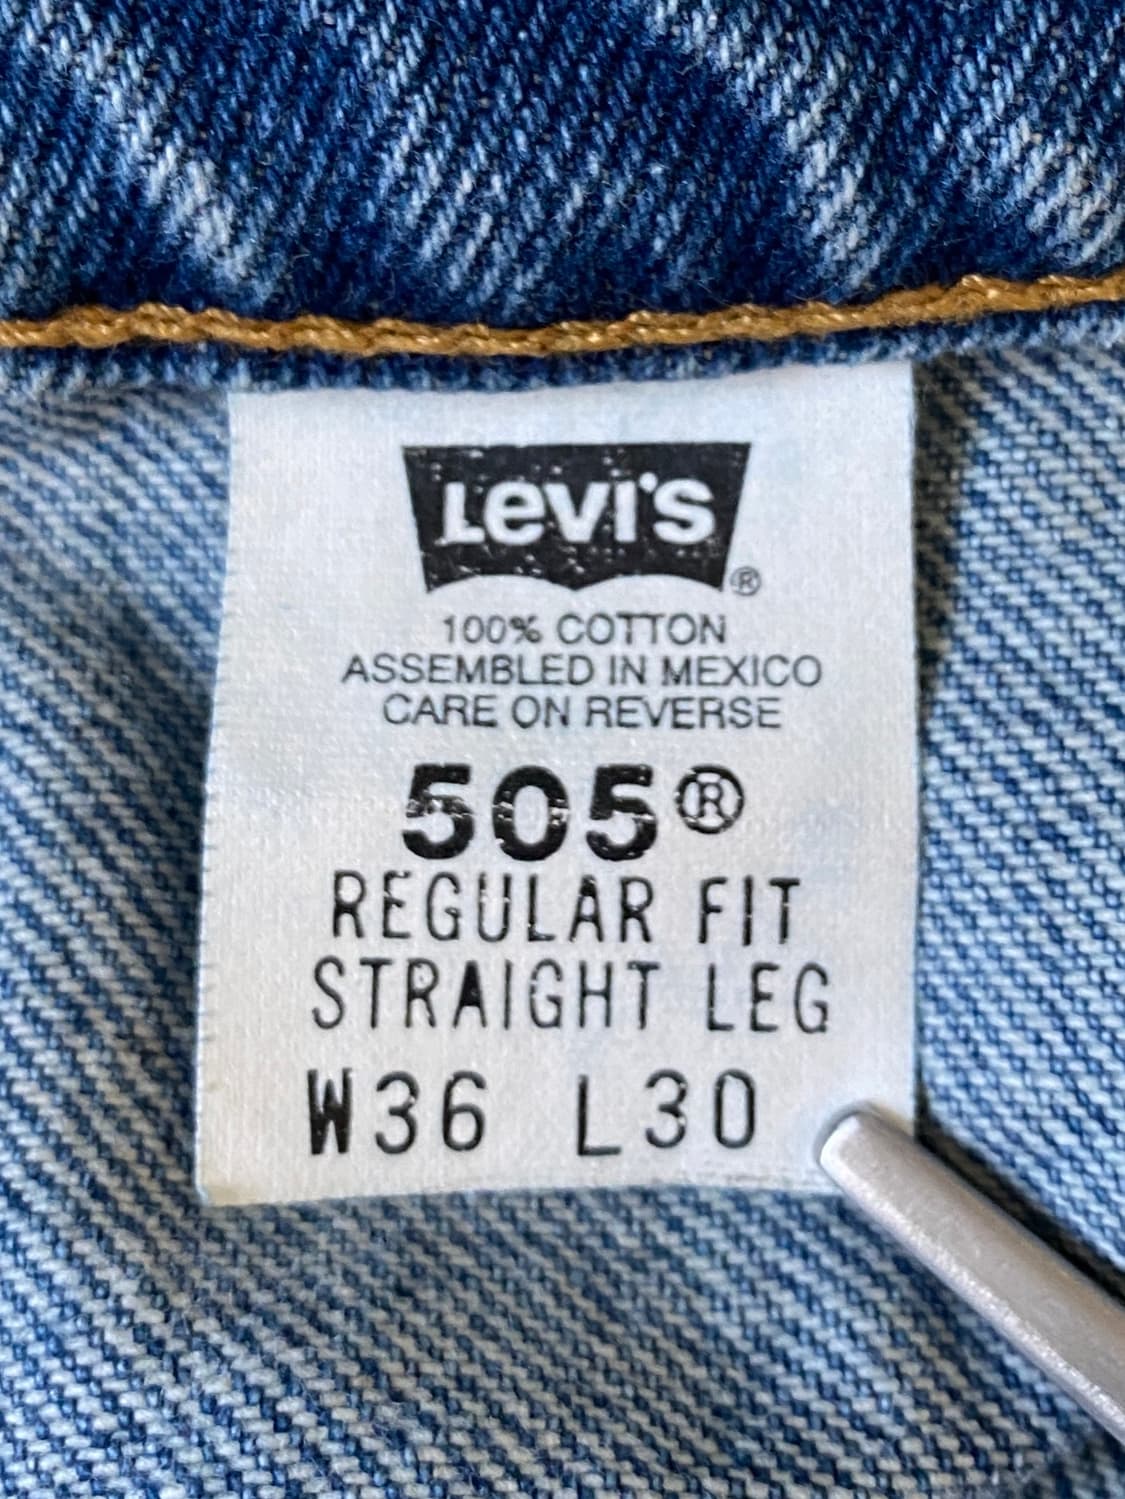 Levi's®
100% COTTON
ASSEMBLED IN MEXICO
CARE ON REVERSE
505®
REGULAR FIT
STRAIGHT LEG
W36 L30